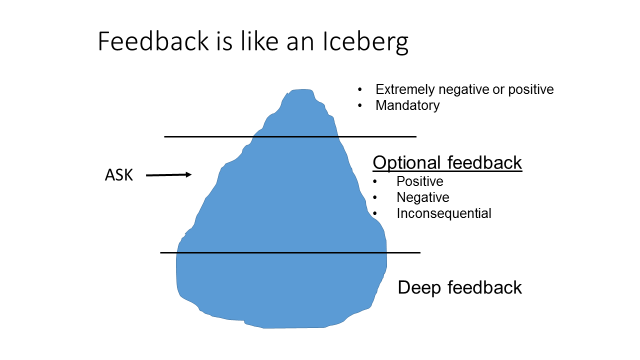 Feedback is like an Iceberg
• Extremely negative or positive
• Mandatory
ASK
Optional feedback
• Positive
• Negative
• Inconsequential
Deep feedback